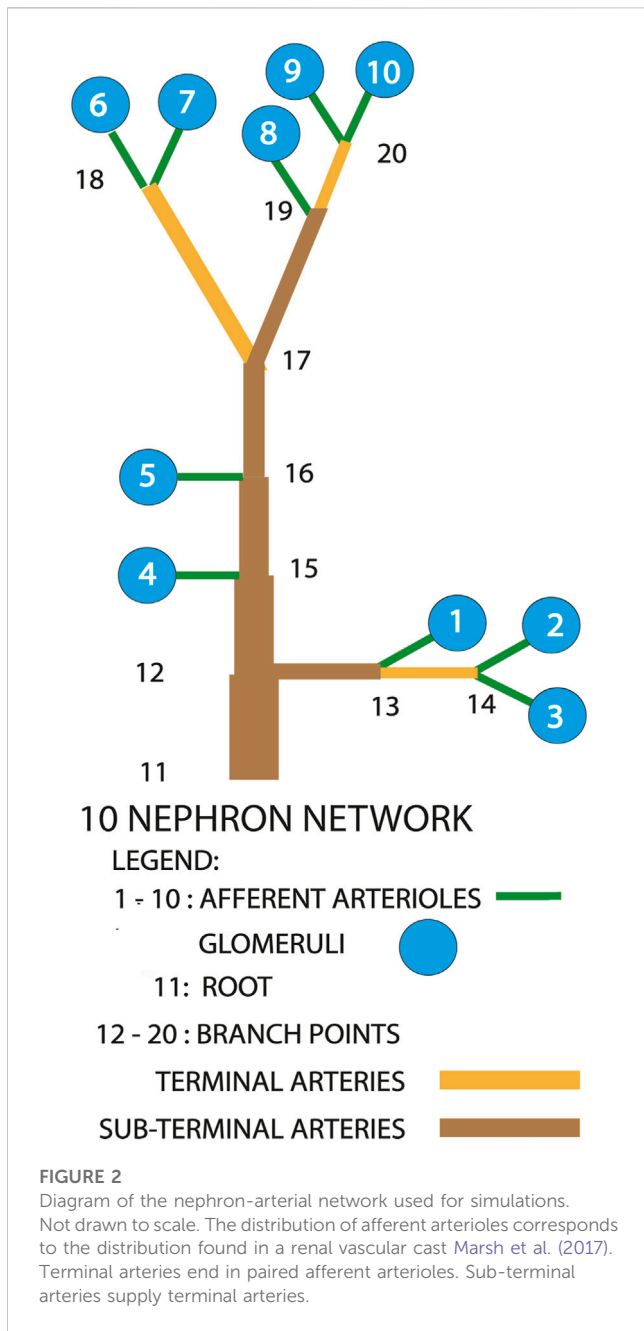 9
10
6
7
8
20
18
19
17
5
16
4
15
1
2
12
13
14
3
11
10 NEPHRON NETWORK
LEGEND:
1 - 10 : AFFERENT ARTERIOLES
GLOMERULI
11: ROOT
12 - 20 : BRANCH POINTS
TERMINAL ARTERIES
SUB-TERMINAL ARTERIES
FIGURE 2
Diagram of the nephron-arterial network used for simulations.
Not drawn to scale. The distribution of afferent arterioles corresponds
to the distribution found in a renal vascular cast Marsh et al. (2017).
Terminal arteries end in paired afferent arterioles. Sub-terminal
arteries supply terminal arteries.